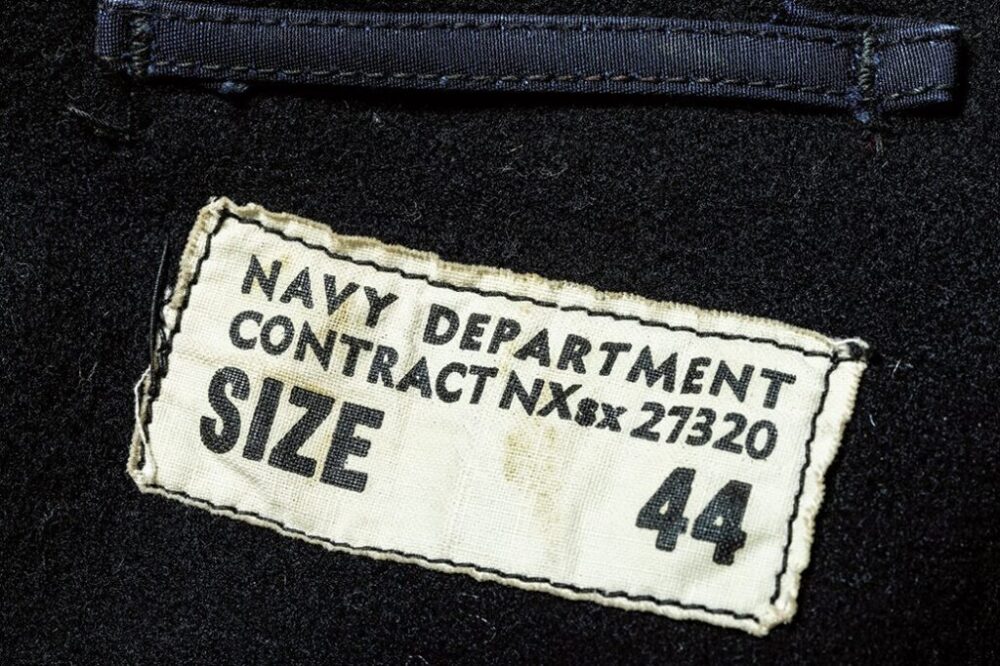 NAVY DEPARTMENT
CONTRACT NXsx 27320
SIZE 44